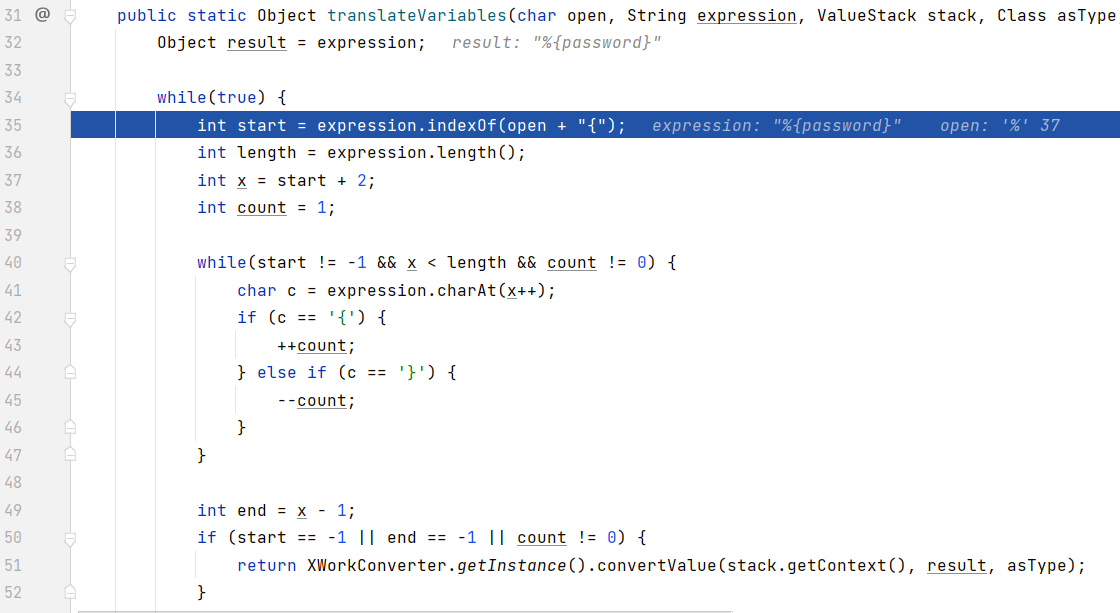 31 @ public static Object translateVariables(char open, String expression, ValueStack stack, Class asType
32 Object result = expression; result: "%{password}"
33
34 while(true) {
35 int start = expression.indexOf(open + "{"); expression: "%{password}" open: '%' 37
36 int length = expression.length();
37 int x = start + 2;
38 int count = 1;
39
40 while(start != -1 && x < length && count != 0) {
41 char c = expression.charAt(x++);
42 if (c == '{') {
43 ++count;
44 } else if (c == '}') {
45 --count;
46 }
47 }
48
49 int end = x - 1;
50 if (start == -1 || end == -1 || count != 0) {
51 return XWorkConverter.getInstance().convertValue(stack.getContext(), result, asType);
52 }